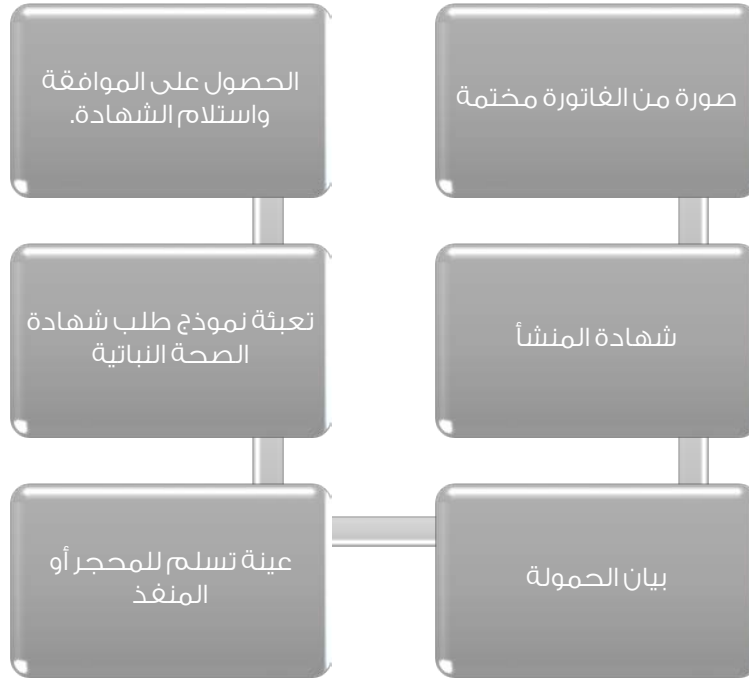 صورة من الفاتورة مختمة
شهادة المنشأ
بيان الحمولة
عينة تسلم للمحجر أو
المنفذ
تعبئة نموذج طلب شهادة
الصحة النباتية
الحصول على الموافقة
واستلام الشهادة.